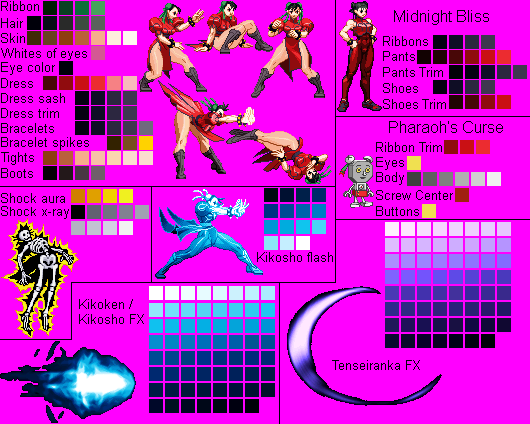 Ribbon
Hair
Skin
Whites of eyes
Eye color
Dress
Dress sash
Dress trim
Bracelets
Bracelet spikes
Tights
Boots
Midnight Bliss
Ribbons
Pants
Pants Trim
Shoes
Shoes Trim
Pharaoh's Curse
Ribbon Trim
Eyes
Body
Screw Center
Buttons
Shock aura
Shock x-ray
Kikosho flash
Kikoken /
Kikosho FX
Tenseiranka FX